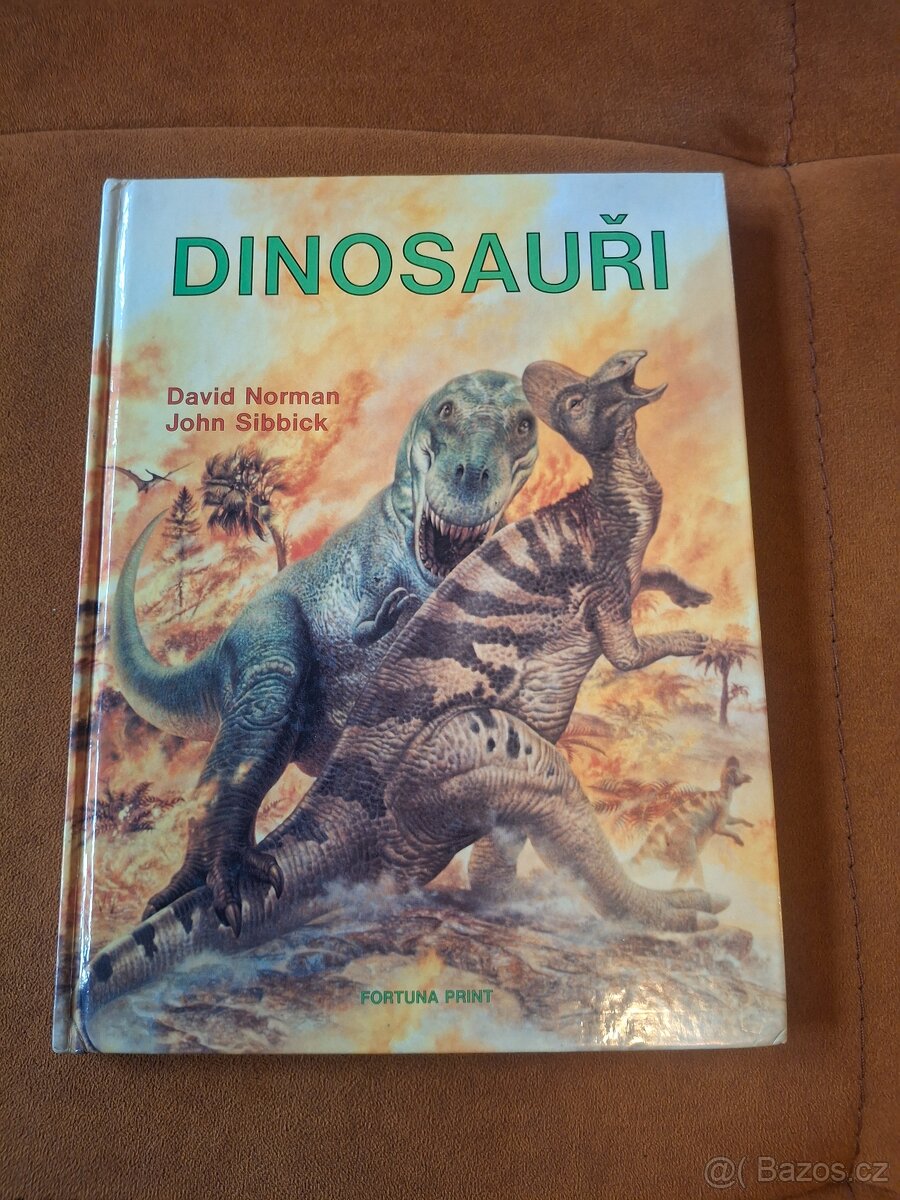 DINOSAUŘI
David Norman
John Sibbick
FORTUNA PRINT
@( Bazos.cz